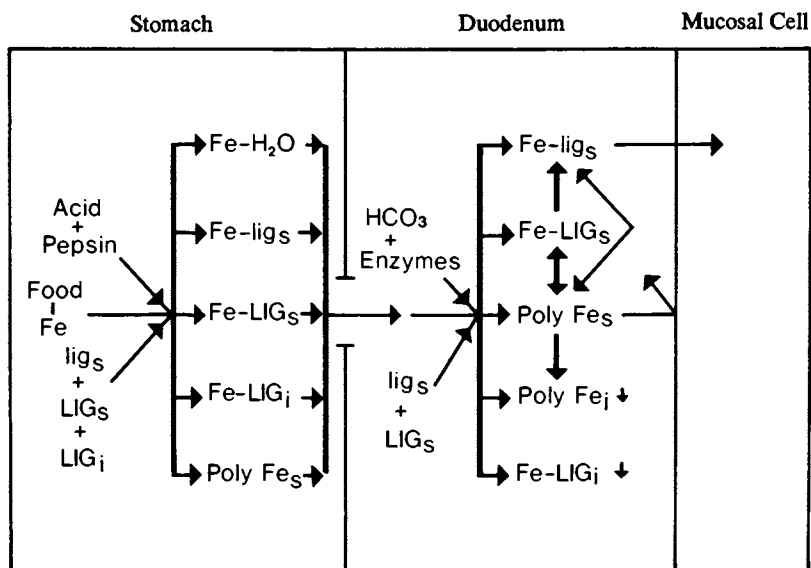 Stomach
Duodenum
Mucosal Cell
Acid
+
Pepsin
Food
Fe
ligs
+
LIGs
+
LIGi
Fe-H₂O
Fe-ligs
Fe-LIGs
Fe-LIGi
Poly Fes
HCO₃
+
Enzymes
ligs
+
LIGs
Fe-ligs
Fe-LIGs
Poly Fes
Poly Fei
Fe-LIGi